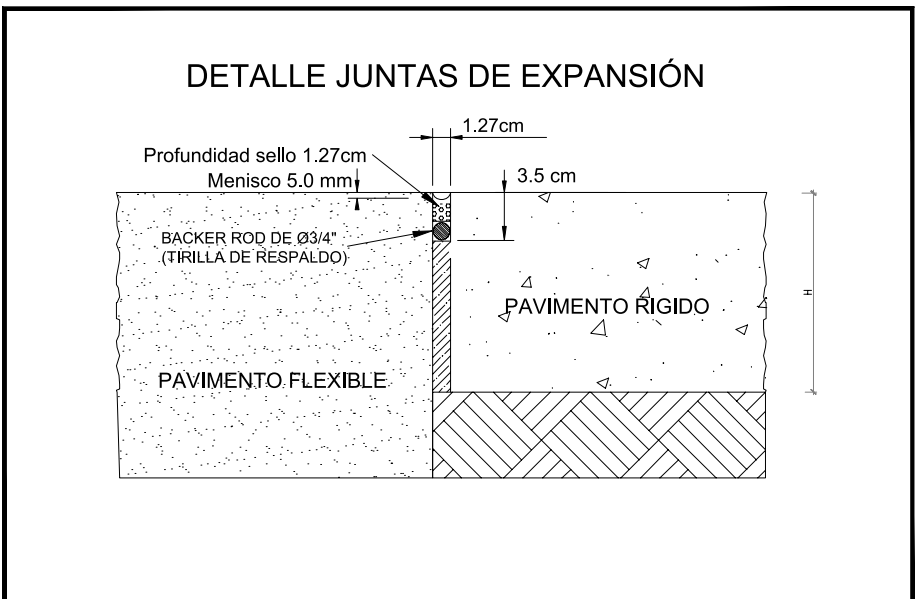 DETALLE JUNTAS DE EXPANSIÓN
1.27cm
Profundidad sello 1.27cm
Menisco 5.0 mm
3.5 cm
BACKER ROD DE Ø3/4"
(TIRILLA DE RESPALDO)
H
PAVIMENTO RIGIDO
PAVIMENTO FLEXIBLE